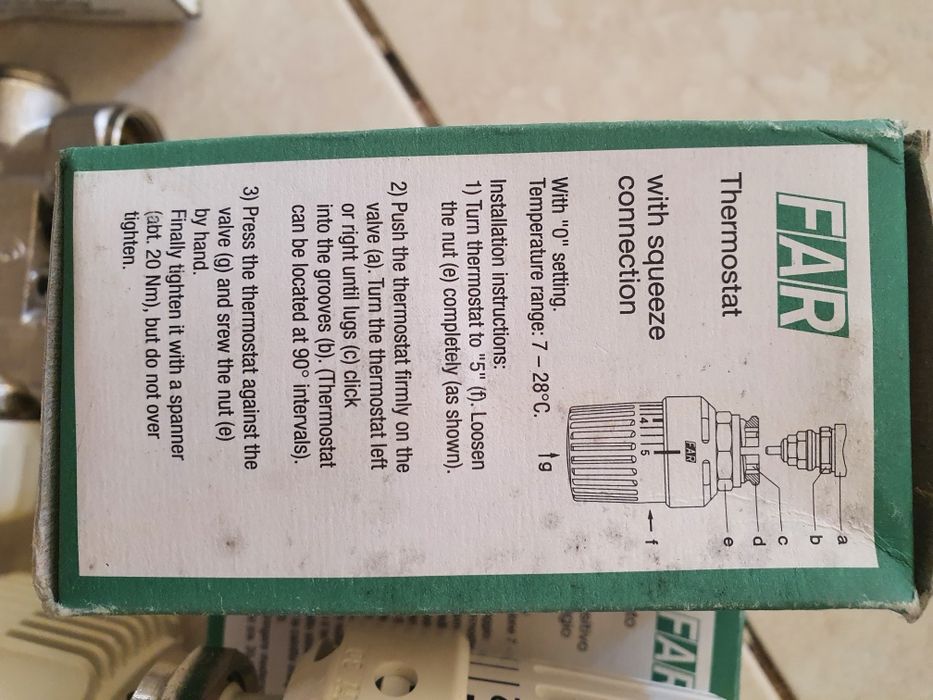 FAR
Thermostat
with squeeze
connection
a
b
c
d
e
f
g
FAR
4 5
With "0" setting.
Temperature range: 7 – 28°C.
Installation instructions:
1) Turn thermostat to "5" (f). Loosen
the nut (e) completely (as shown).
2) Push the thermostat firmly on the
valve (a). Turn the thermostat left
or right until lugs (c) click
into the grooves (b). (Thermostat
can be located at 90° intervals).
3) Press the thermostat against the
valve (g) and srew the nut (e)
by hand.
Finally tighten it with a spanner
(abt. 20 Nm), but do not over
tighten.
FAR